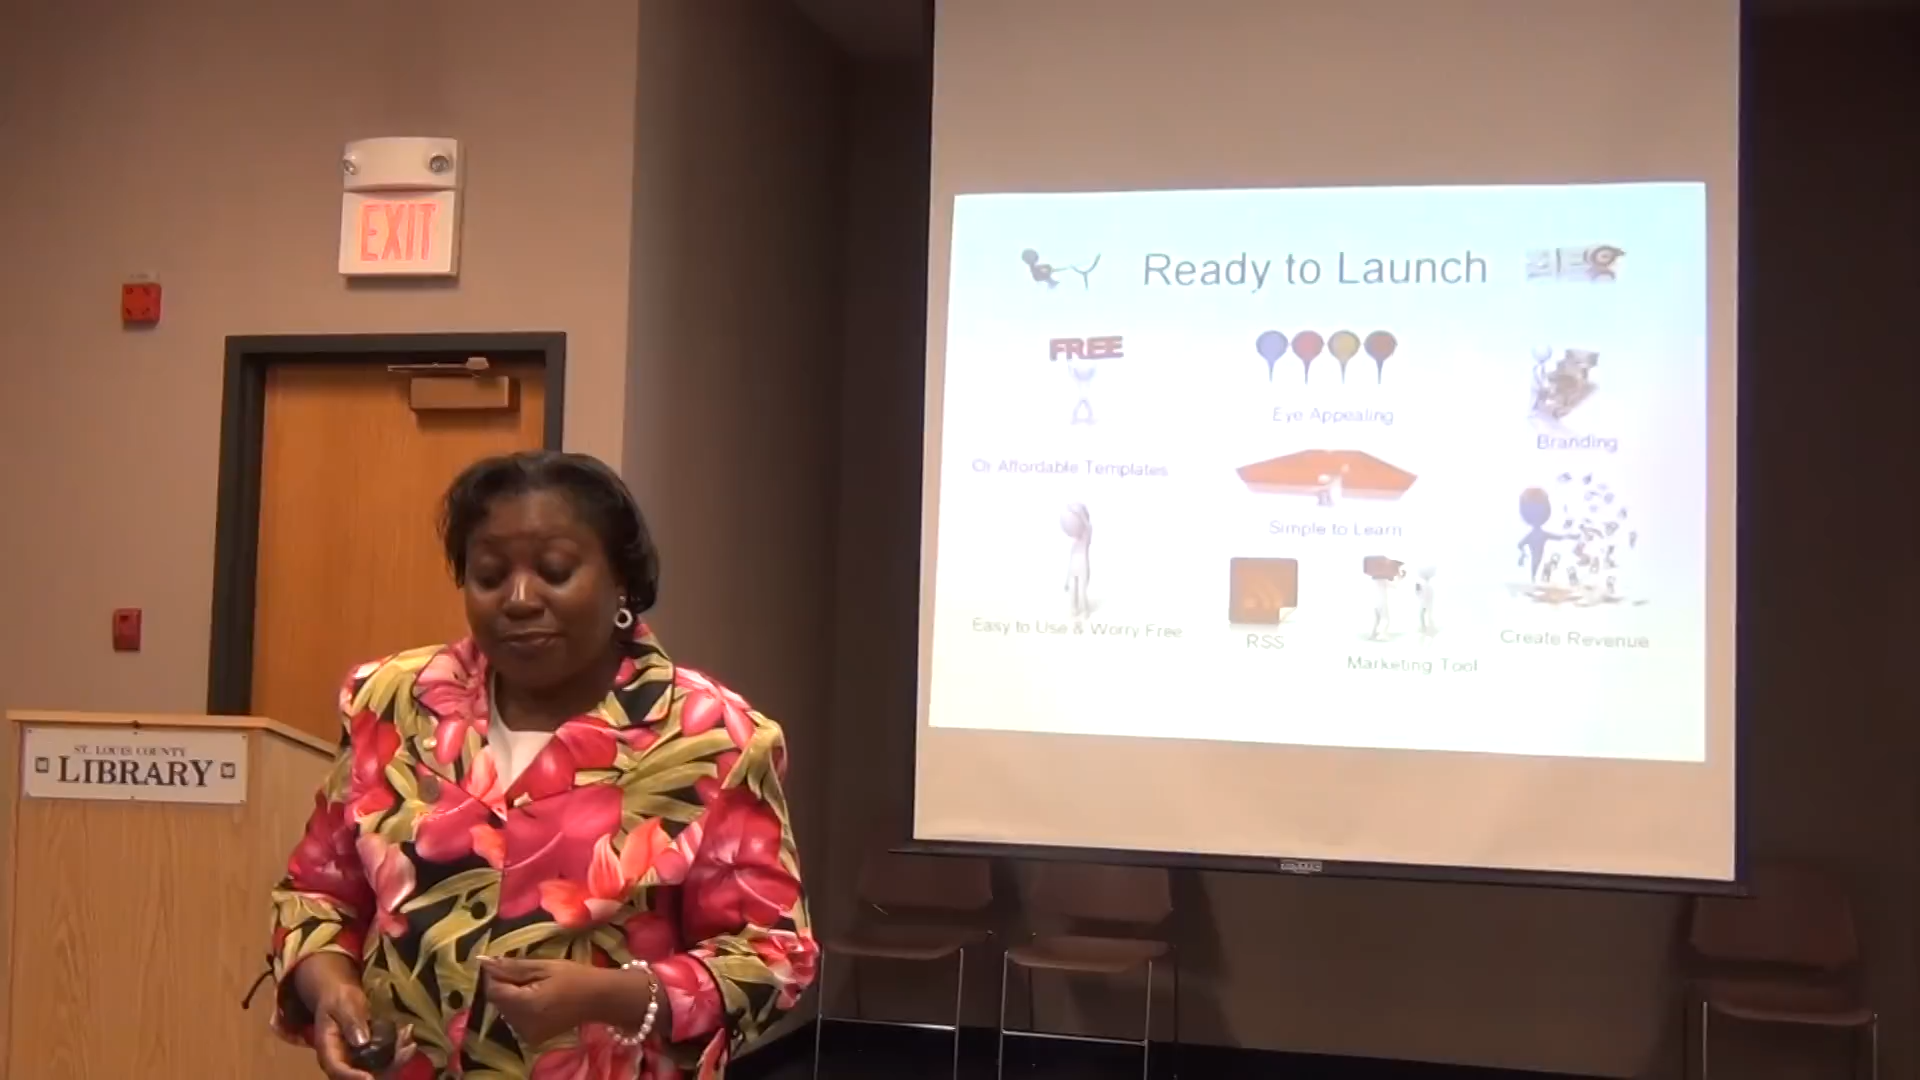 EXIT
ST. LOUIS COUNTY
LIBRARY
Ready to Launch
FREE
Eye Appealing
Branding
Or Affordable Templates
Simple to Learn
Easy to Use & Worry Free
RSS
Marketing Tool
Create Revenue